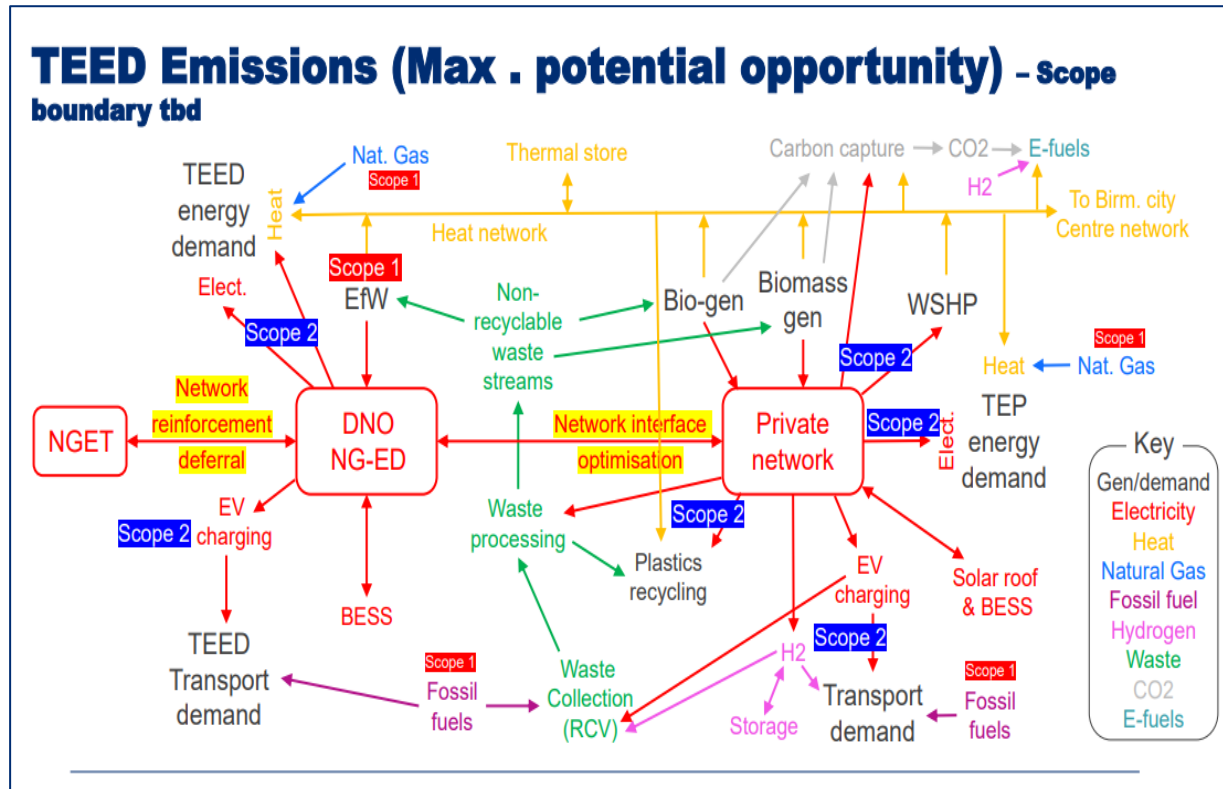 TEED Emissions (Max . potential opportunity) – Scope
boundary tbd
TEED
energy
demand
Heat
Nat. Gas
Scope 1
Thermal store
Carbon capture
CO2
E-fuels
H2
To Birm. city
Centre network
Heat network
Elect.
Scope 2
Scope 1
EfW
Non-
recyclable
waste
streams
Bio-gen
Biomass
gen
WSHP
Scope 2
Scope 1
Heat
Nat. Gas
TEP
energy
demand
Elect.
Scope 2
NGET
Network
reinforcement
deferral
DNO
NG-ED
Network interface
optimisation
Private
network
Scope 2
EV
charging
BESS
TEED
Transport
demand
Scope 1
Fossil
fuels
Waste
processing
Plastics
recycling
Scope 2
Waste
Collection
(RCV)
EV
charging
Scope 2
H2
Storage
Transport
demand
Solar roof
& BESS
Scope 1
Fossil
fuels
Key
Gen/demand
Electricity
Heat
Natural Gas
Fossil fuel
Hydrogen
Waste
CO2
E-fuels